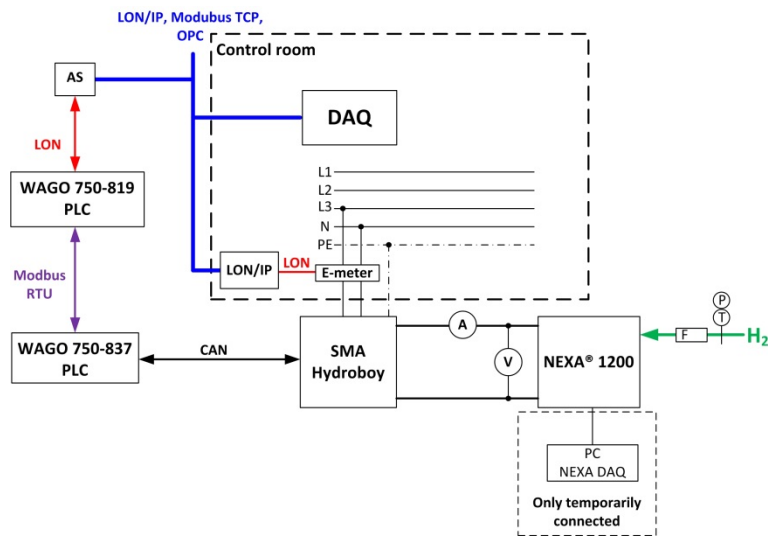 LON/IP, Modubus TCP,
OPC
Control room
AS
DAQ
LON
L1
WAGO 750-819
PLC
L2
L3
N
PE
LON/IP
LON
E-meter
Modbus
RTU
P
T
A
F
H2
WAGO 750-837
PLC
CAN
SMA
Hydroboy
V
NEXA® 1200
PC
NEXA DAQ
Only temporarily
connected